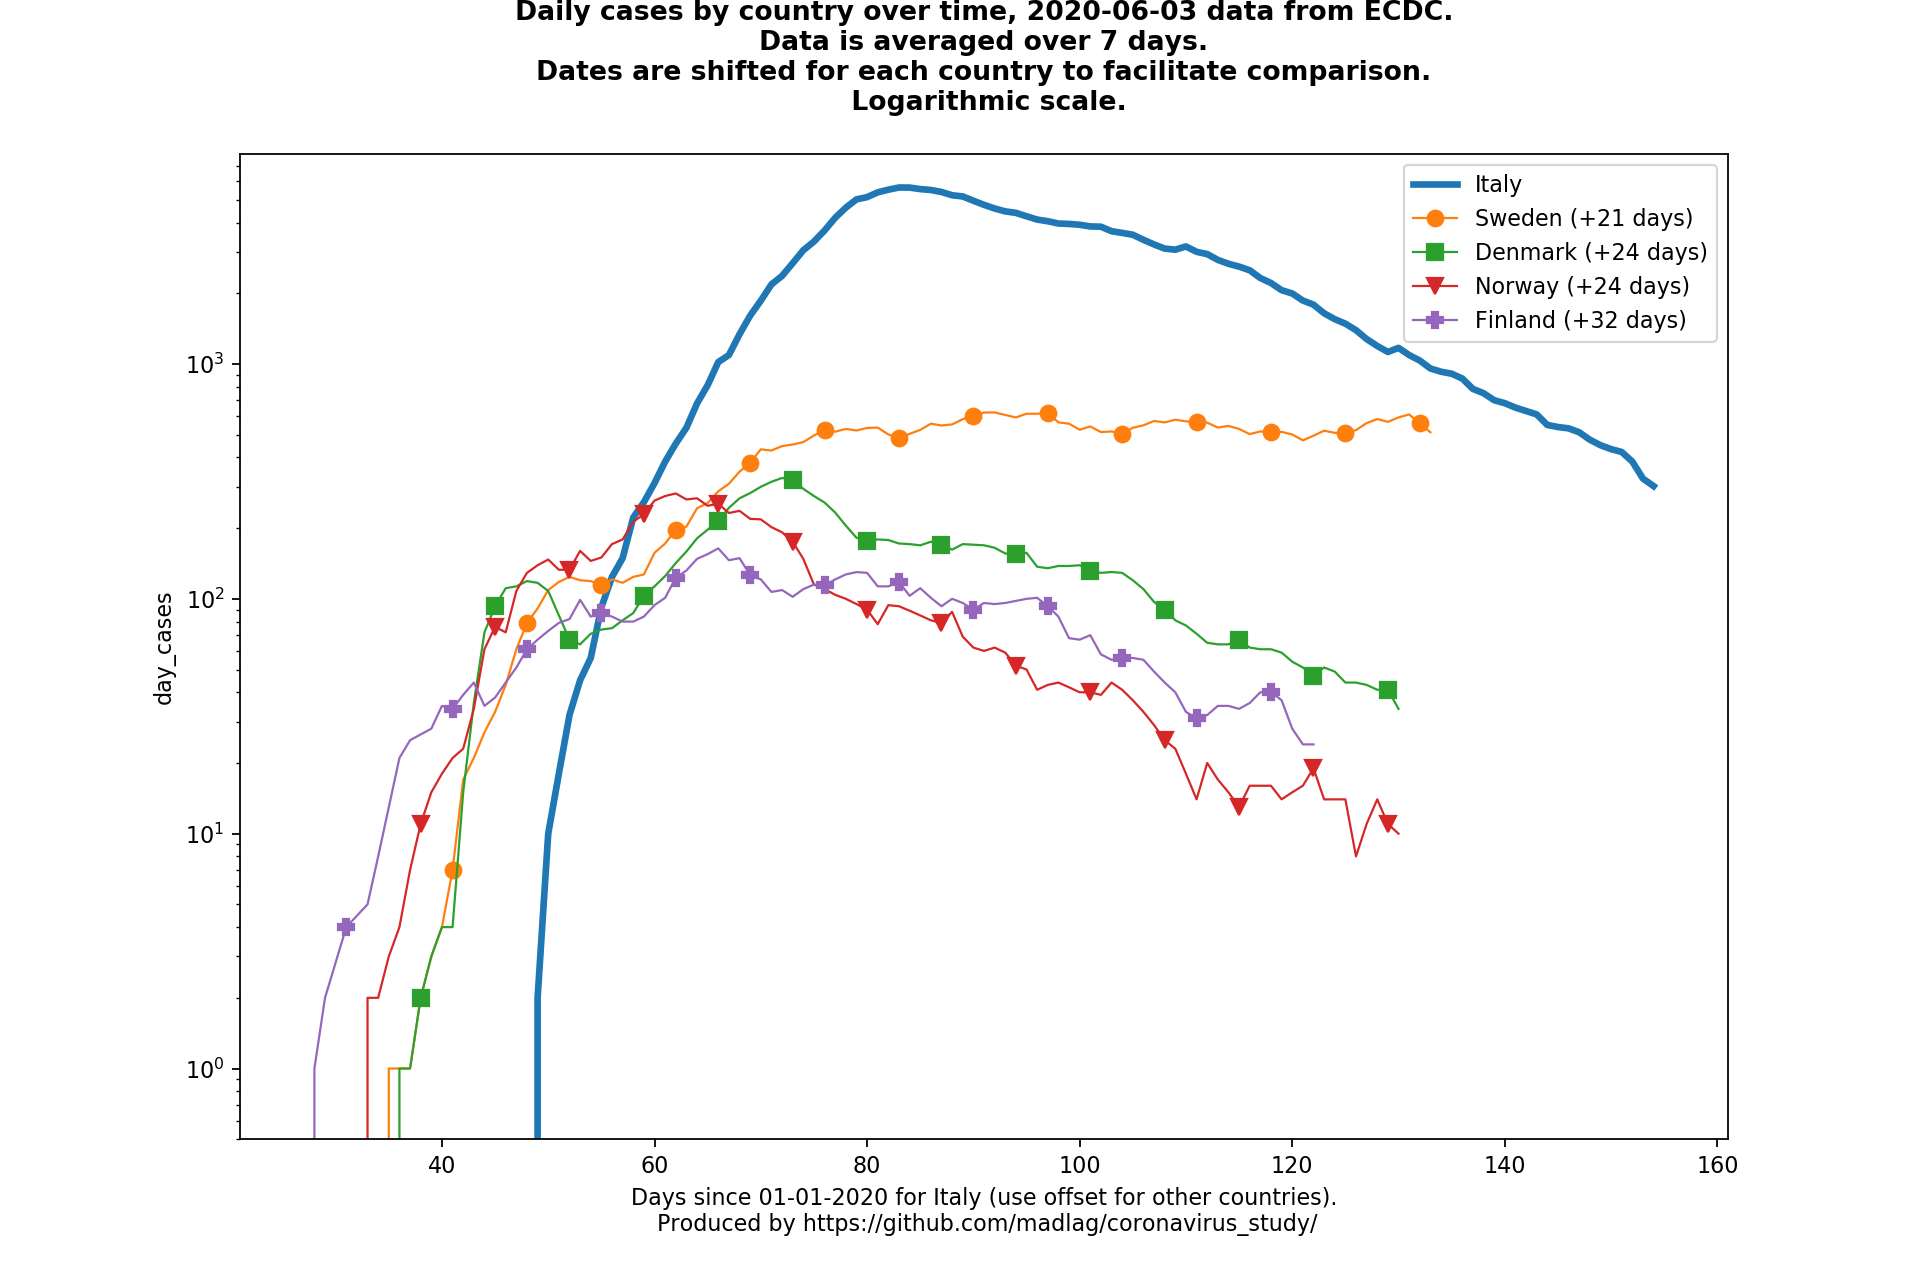 Daily cases by country over time, 2020-06-03 data from ECDC.
Data is averaged over 7 days.
Dates are shifted for each country to facilitate comparison.
Logarithmic scale.
Italy
Sweden (+21 days)
Denmark (+24 days)
Norway (+24 days)
Finland (+32 days)
day_cases
10³
10²
10¹
10⁰
40 60 80 100 120 140 160
Days since 01-01-2020 for Italy (use offset for other countries).
Produced by https://github.com/madlag/coronavirus_study/